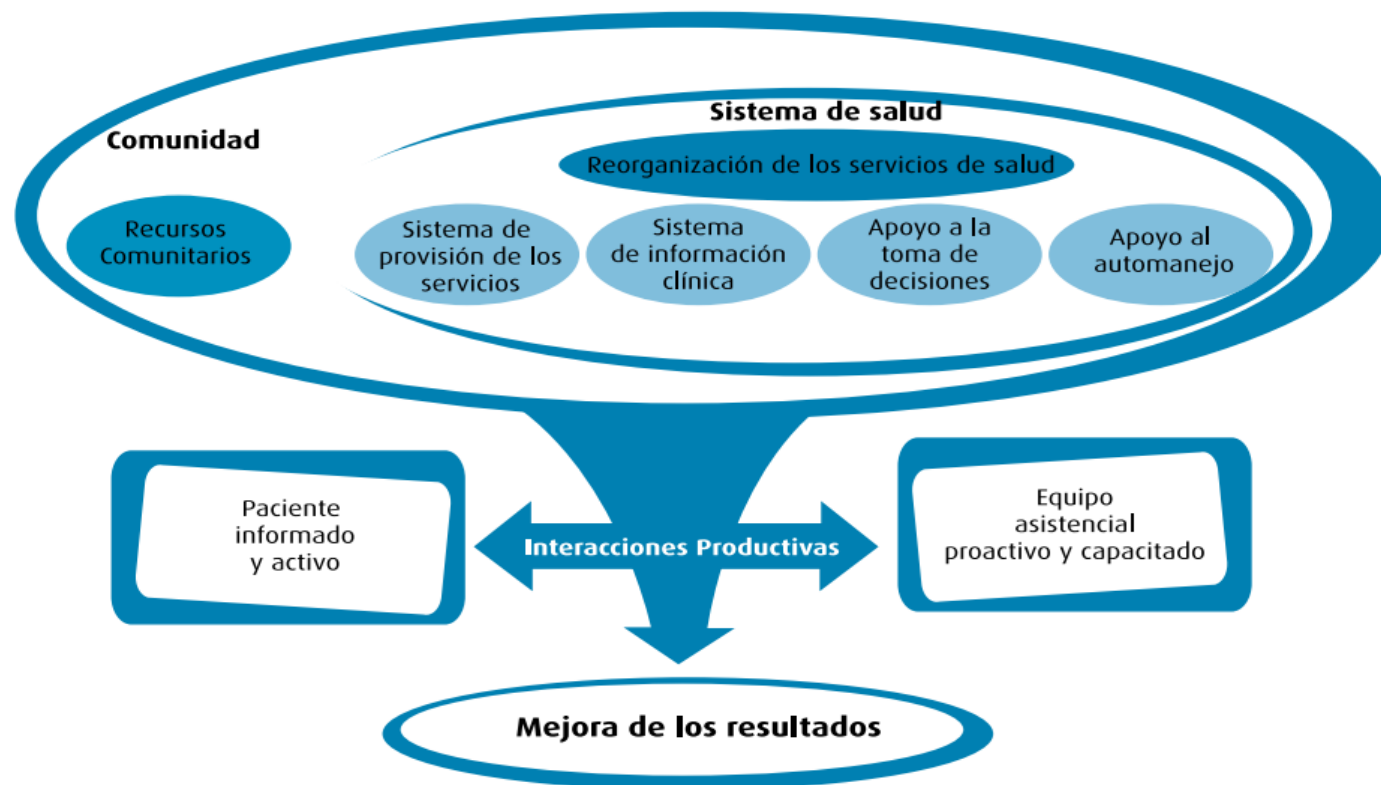 Comunidad
Sistema de salud
Reorganización de los servicios de salud
Recursos
Comunitarios
Sistema de
provisión de los
servicios
Sistema
de información
clínica
Apoyo a la
toma de
decisiones
Apoyo al
automanejo
Paciente
informado
y activo
Interacciones Productivas
Equipo
asistencial
proactivo y capacitado
Mejora de los resultados